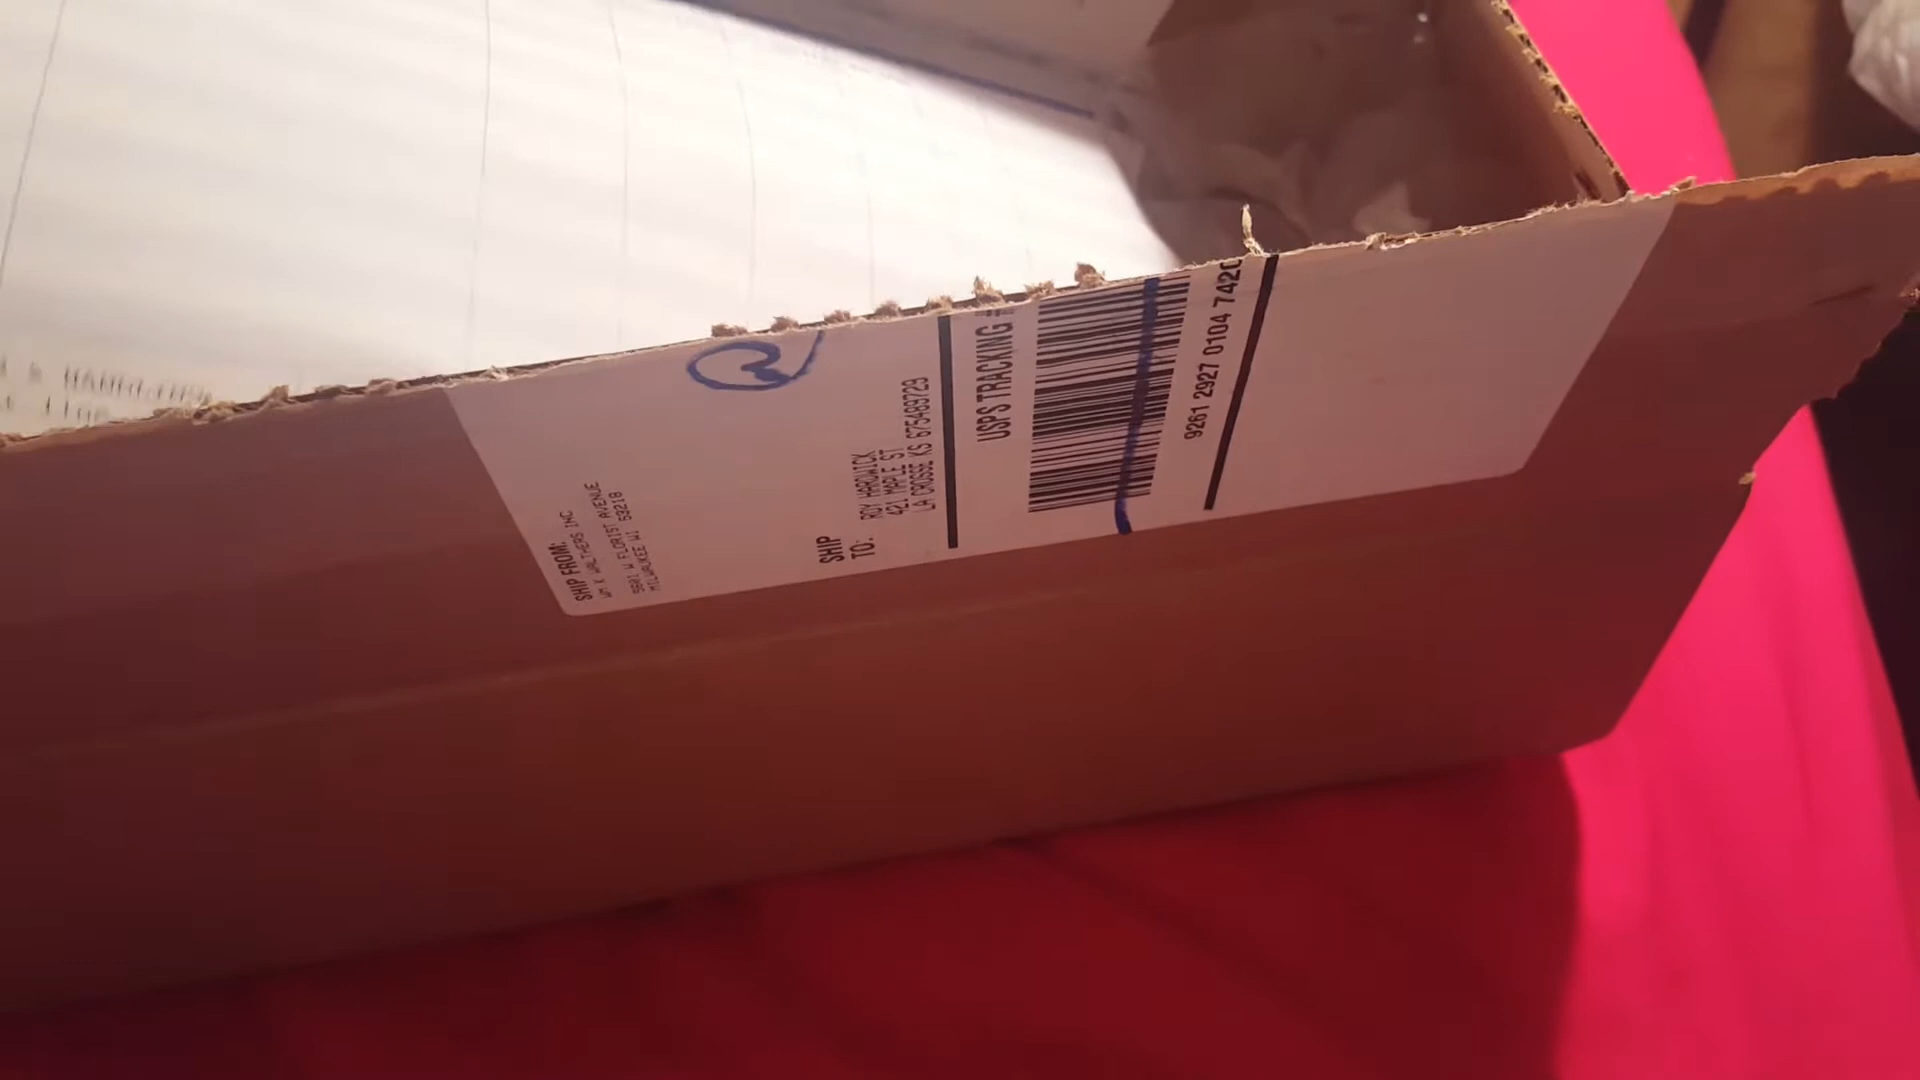 SHIP FROM:
WM K WALTHERS INC
5601 W FLORIST AVENUE
MILWAUKEE WI 53218
SHIP
TO:
ROY HARDWICK
421 MAPLE ST
LA CROSSE KS 675489729
USPS TRACKING
9261 2927 0104 742